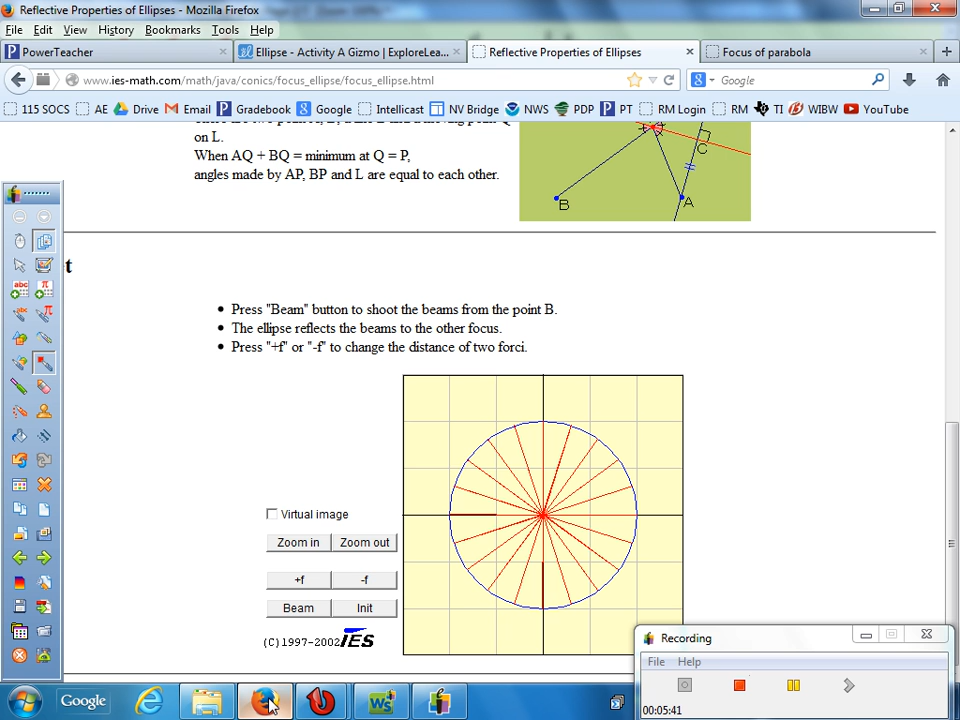 Reflective Properties of Ellipses - Mozilla Firefox
File Edit View History Bookmarks Tools Help
PowerTeacher
Ellipse - Activity A Gizmo | ExploreLea...
Reflective Properties of Ellipses
Focus of parabola
www.ies-math.com/math/java/conics/focus_ellipse/focus_ellipse.html
Google
115 SOCS AE Drive Email Gradebook Google Intellicast NV Bridge NWS PDP PT RM Login RM TI WIBW YouTube
on L.
When AQ + BQ = minimum at Q = P,
angles made by AP, BP and L are equal to each other.
C
B
A
t
Press "Beam" button to shoot the beams from the point B.
The ellipse reflects the beams to the other focus.
Press "+f" or "-f" to change the distance of two forci.
Virtual image
Zoom in Zoom out
+f -f
Beam Init
(C)1997-2002 IES
Recording
File Help
00:05:41
abc
π
abc
π
Google